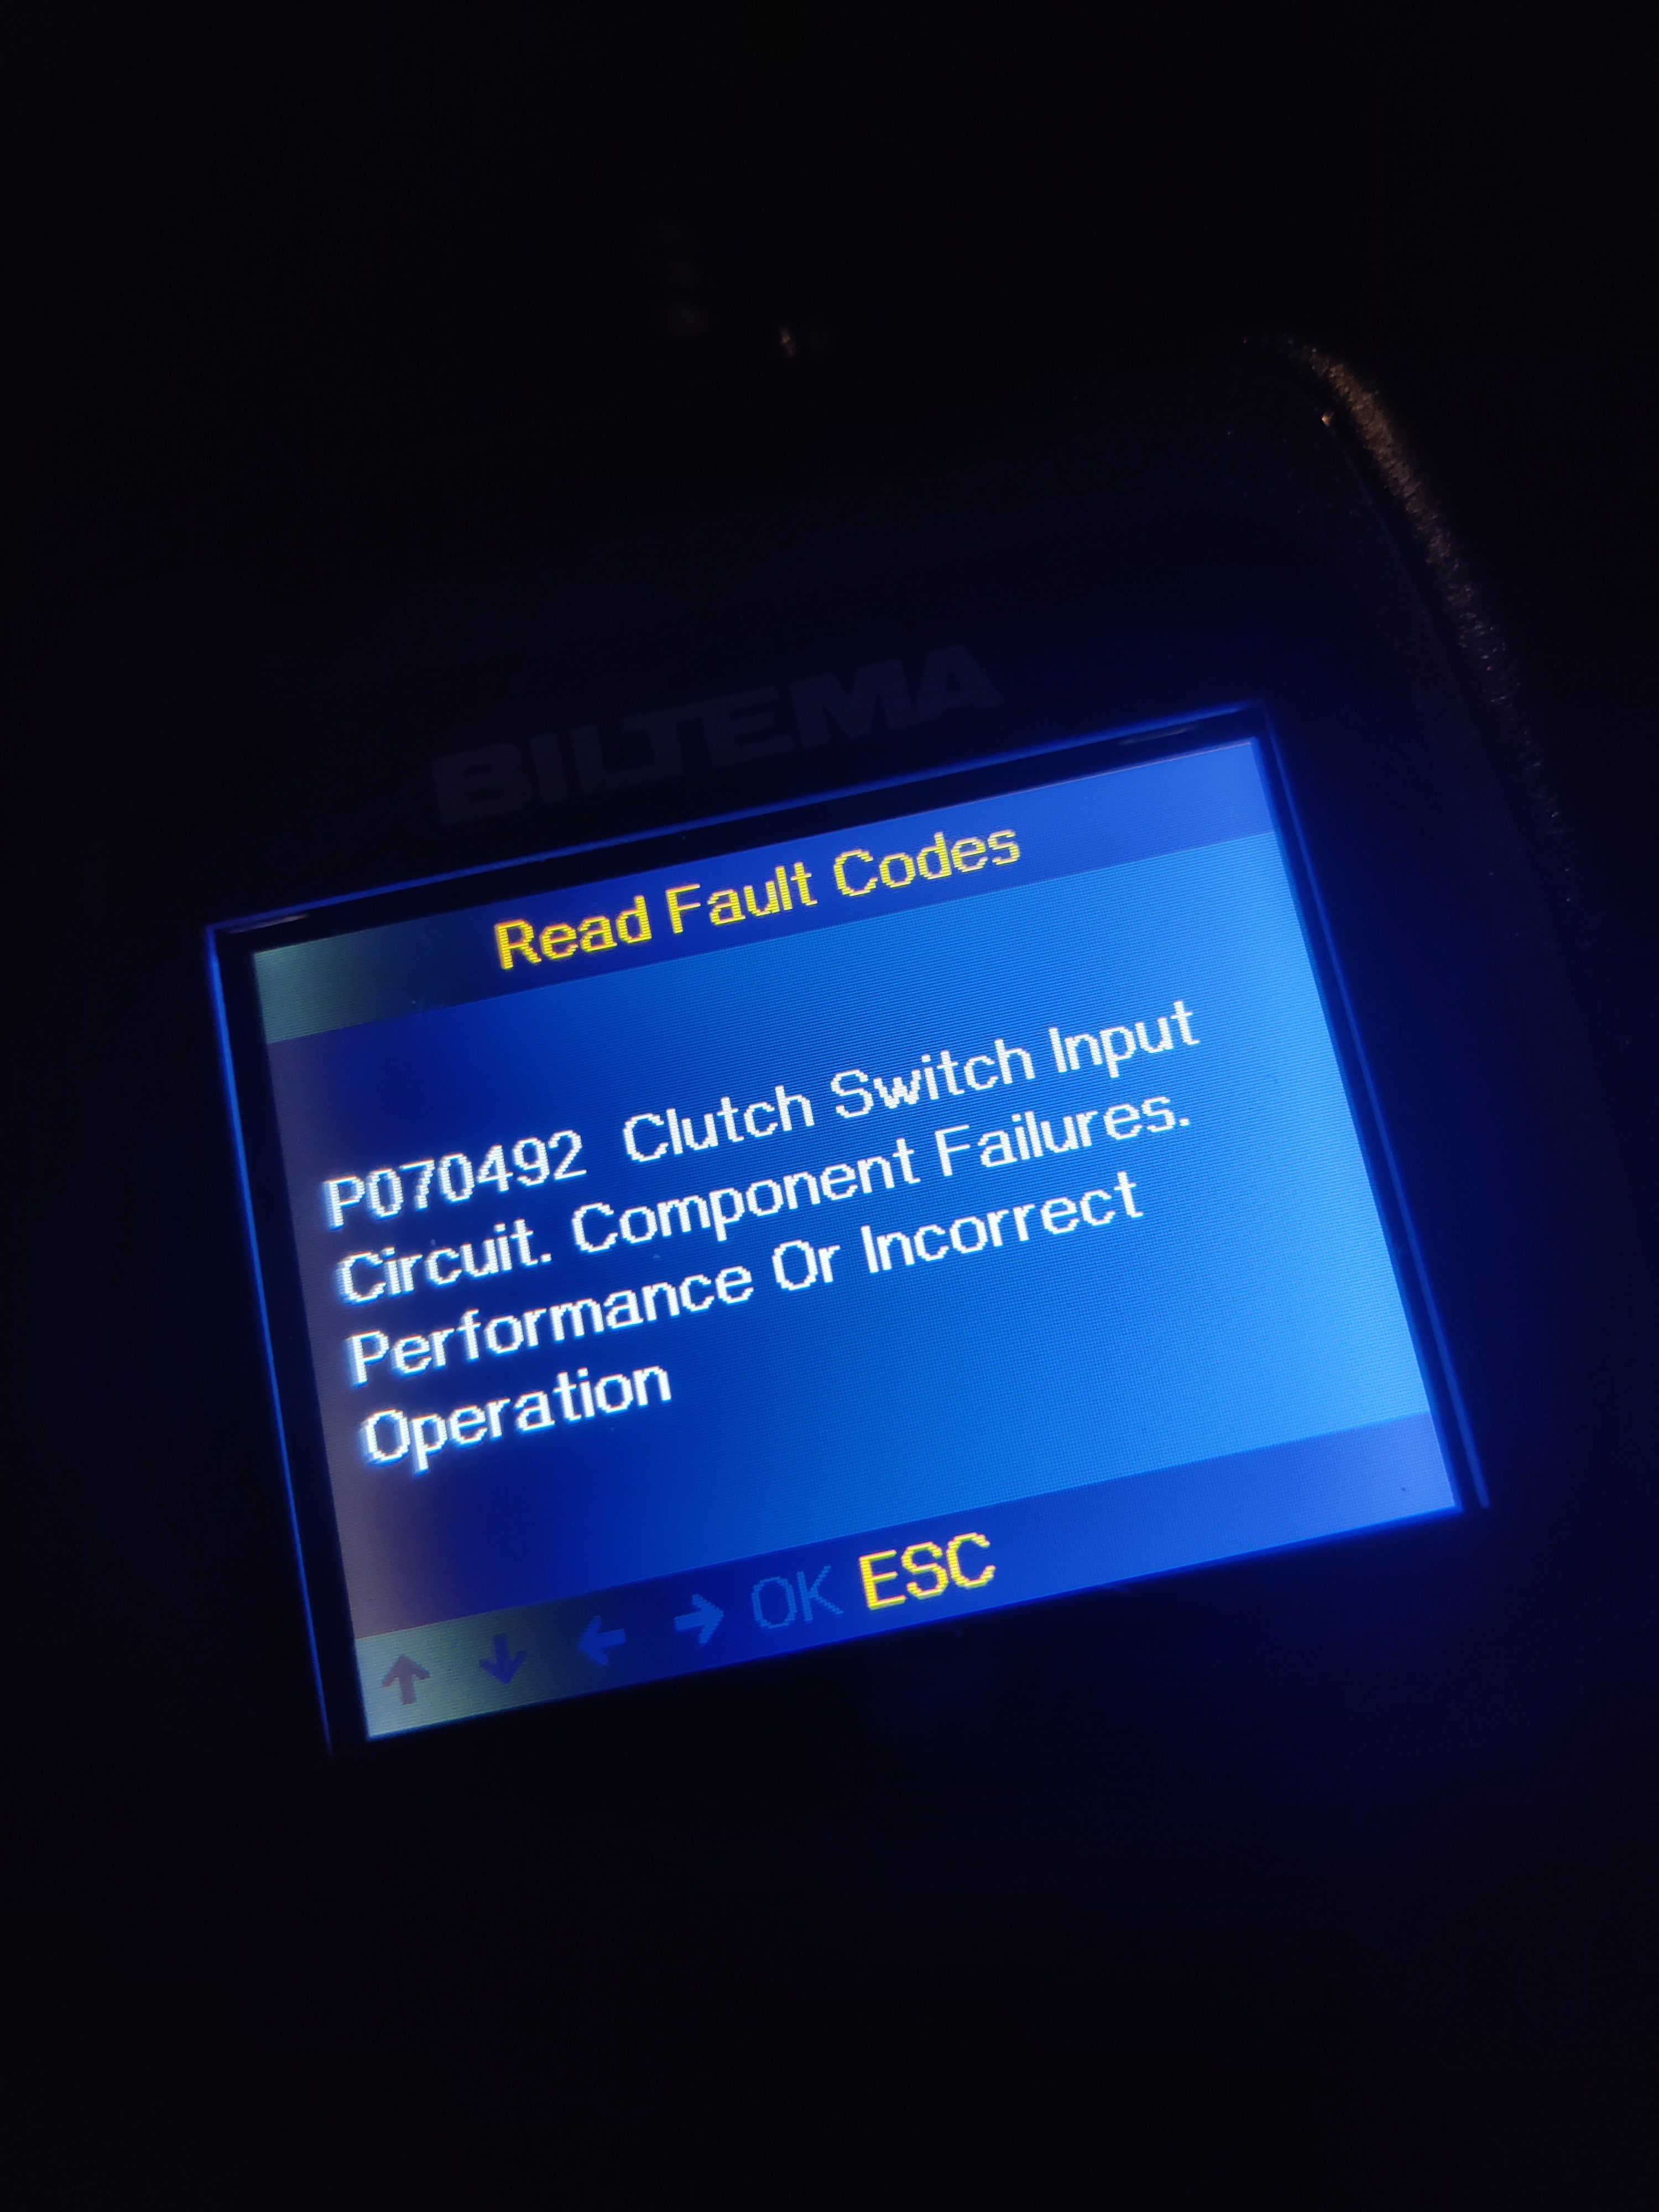 BILTEMA
Read Fault Codes
P070492 Clutch Switch Input
Circuit. Component Failures.
Performance Or Incorrect
Operation
OK ESC